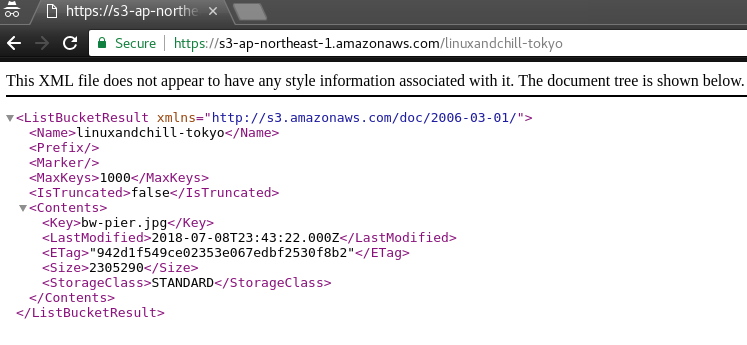 https://s3-ap-northe
Secure https://s3-ap-northeast-1.amazonaws.com/linuxandchill-tokyo
This XML file does not appear to have any style information associated with it. The document tree is shown below.
<ListBucketResult xmlns="http://s3.amazonaws.com/doc/2006-03-01/">
<Name>linuxandchill-tokyo</Name>
<Prefix/>
<Marker/>
<MaxKeys>1000</MaxKeys>
<IsTruncated>false</IsTruncated>
<Contents>
<Key>bw-pier.jpg</Key>
<LastModified>2018-07-08T23:43:22.000Z</LastModified>
<ETag>"942d1f549ce02353e067edbf2530f8b2"</ETag>
<Size>2305290</Size>
<StorageClass>STANDARD</StorageClass>
</Contents>
</ListBucketResult>